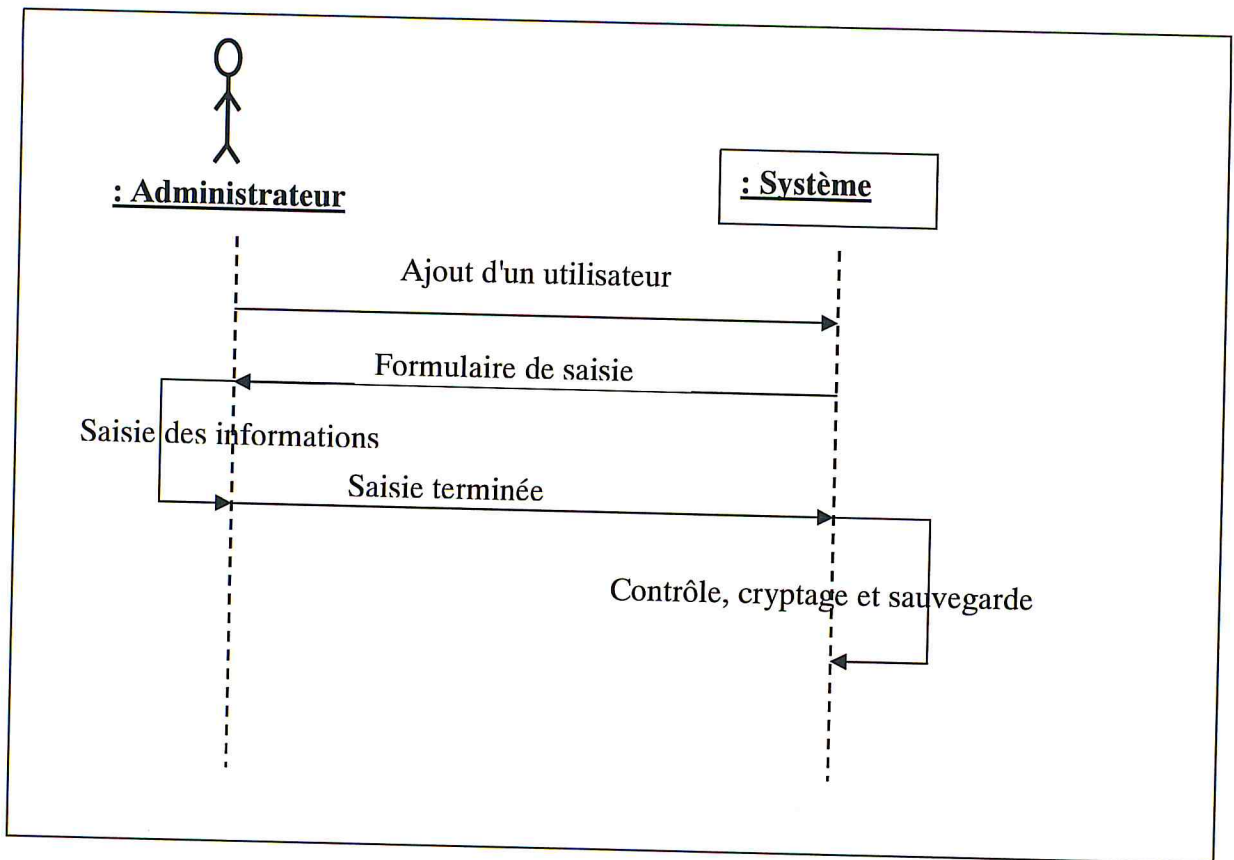 : Administrateur
: Système
Ajout d'un utilisateur
Formulaire de saisie
Saisie des informations
Saisie terminée
Contrôle, cryptage et sauvegarde